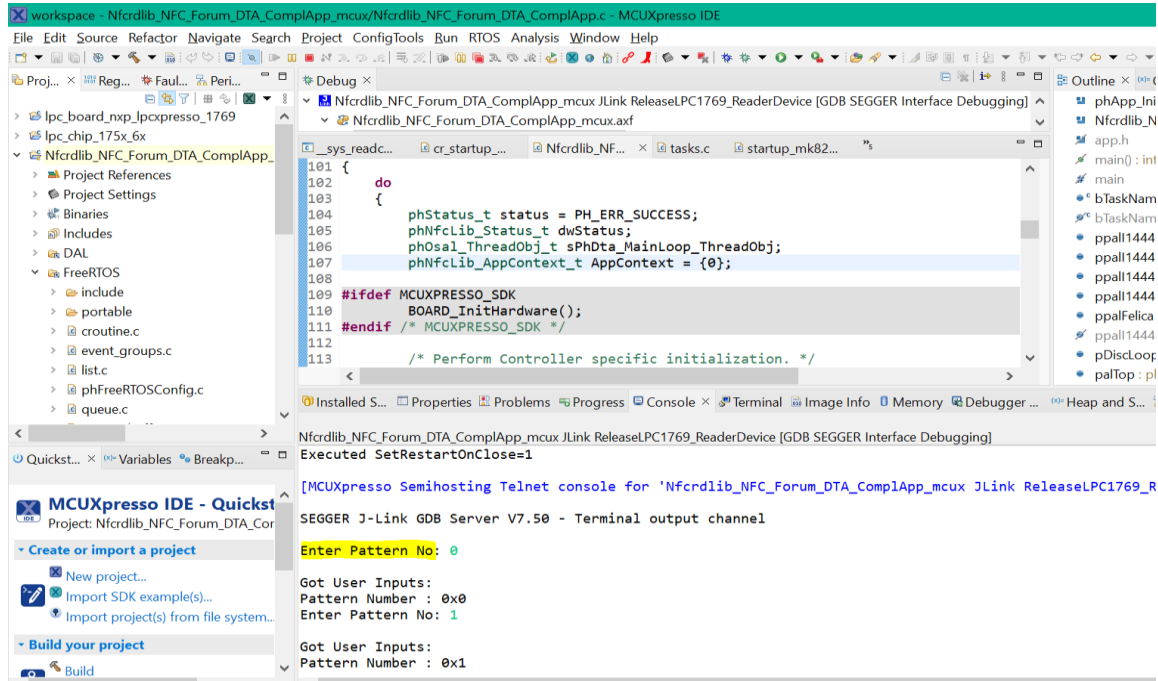 workspace - Nfcrdlib_NFC_Forum_DTA_ComplApp_mcux/Nfcrdlib_NFC_Forum_DTA_ComplApp.c - MCUXpresso IDE
File Edit Source Refactor Navigate Search Project ConfigTools Run RTOS Analysis Window Help
Proj... Reg... Faul... Peri...
lpc_board_nxp_lpcxpresso_1769
lpc_chip_175x_6x
Nfcrdlib_NFC_Forum_DTA_ComplApp_
Project References
Project Settings
Binaries
Includes
DAL
FreeRTOS
include
portable
croutine.c
event_groups.c
list.c
phFreeRTOSConfig.c
queue.c
Debug
Nfcrdlib_NFC_Forum_DTA_ComplApp_mcux JLink ReleaseLPC1769_ReaderDevice [GDB SEGGER Interface Debugging]
Nfcrdlib_NFC_Forum_DTA_ComplApp_mcux.axf
__sys_readc... cr_startup_... Nfcrdlib_NF... tasks.c startup_mk82... »5
101 {
102 do
103 {
104 phStatus_t status = PH_ERR_SUCCESS;
105 phNfcLib_Status_t dwStatus;
106 phOsal_ThreadObj_t sPhDta_MainLoop_ThreadObj;
107 phNfcLib_AppContext_t AppContext = {0};
108
109 #ifdef MCUXPRESSO_SDK
110 BOARD_InitHardware();
111 #endif /* MCUXPRESSO_SDK */
112
113 /* Perform Controller specific initialization. */
Outline
phApp_Ini
Nfcrdlib_N
app.h
main() : int
main
bTaskNam
bTaskNam
ppalI1444
ppalI1444
ppalI1444
ppalI1444
ppalFelica
ppalI1444
pDiscLoop
palTop : pl
Installed S... Properties Problems Progress Console Terminal Image Info Memory Debugger ... Heap and S...
Nfcrdlib_NFC_Forum_DTA_ComplApp_mcux JLink ReleaseLPC1769_ReaderDevice [GDB SEGGER Interface Debugging]
Executed SetRestartOnClose=1
[MCUXpresso Semihosting Telnet console for 'Nfcrdlib_NFC_Forum_DTA_ComplApp_mcux JLink ReleaseLPC1769_R
SEGGER J-Link GDB Server V7.50 - Terminal output channel
Enter Pattern No: 0
Got User Inputs:
Pattern Number : 0x0
Enter Pattern No: 1
Got User Inputs:
Pattern Number : 0x1
Quickst... Variables Breakp...
IDE
MCUXpresso IDE - Quickst
Project: Nfcrdlib_NFC_Forum_DTA_Cor
Create or import a project
New project...
Import SDK example(s)...
Import project(s) from file system...
Build your project
Build